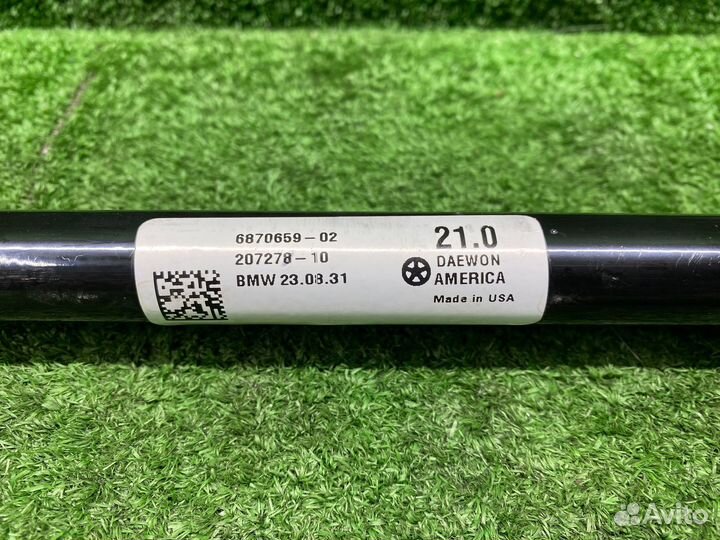 6870659-02
207278-10
BMW 23.08.31
21.0
DAEWON
AMERICA
Made in USA
Avito